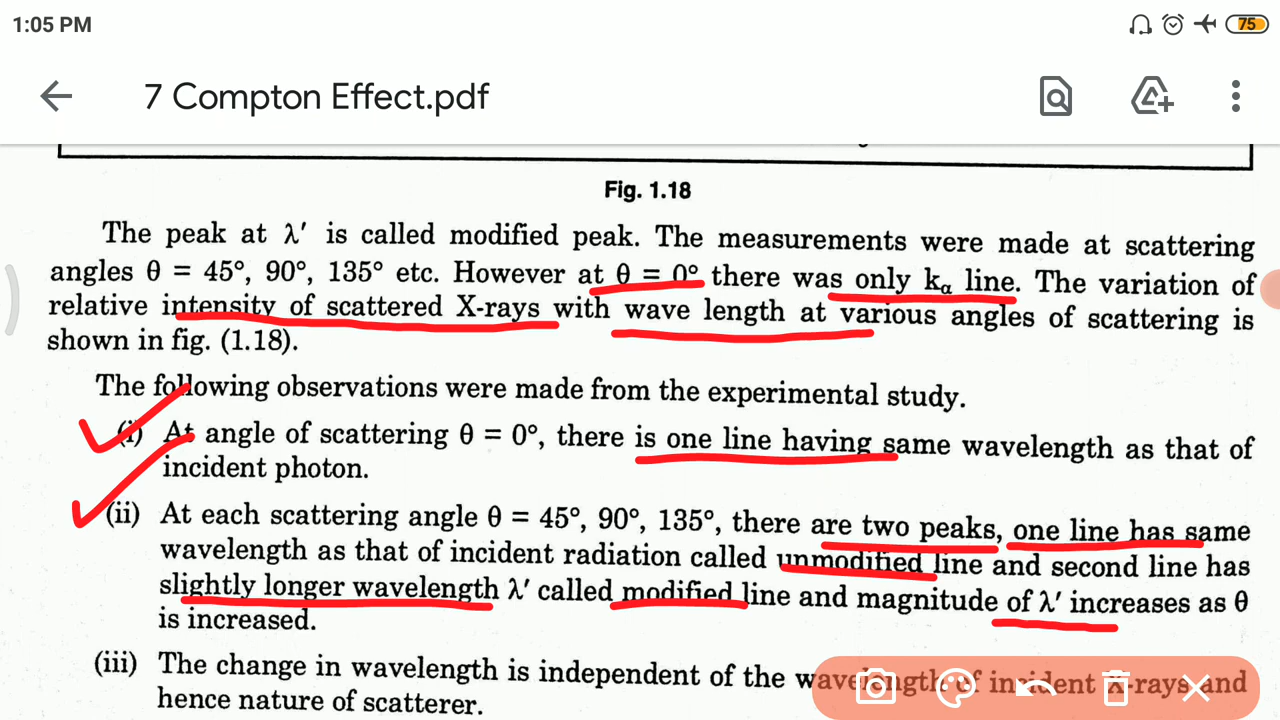 1:05 PM
75
7 Compton Effect.pdf
Fig. 1.18
The peak at λ′ is called modified peak. The measurements were made at scattering
angles θ = 45°, 90°, 135° etc. However at θ = 0° there was only kα line. The variation of
relative intensity of scattered X-rays with wave length at various angles of scattering is
shown in fig. (1.18).
The following observations were made from the experimental study.
(i) At angle of scattering θ = 0°, there is one line having same wavelength as that of
incident photon.
(ii) At each scattering angle θ = 45°, 90°, 135°, there are two peaks, one line has same
wavelength as that of incident radiation called unmodified line and second line has
slightly longer wavelength λ′ called modified line and magnitude of λ′ increases as θ
is increased.
(iii) The change in wavelength is independent of the wavelength of incident X-rays and
hence nature of scatterer.